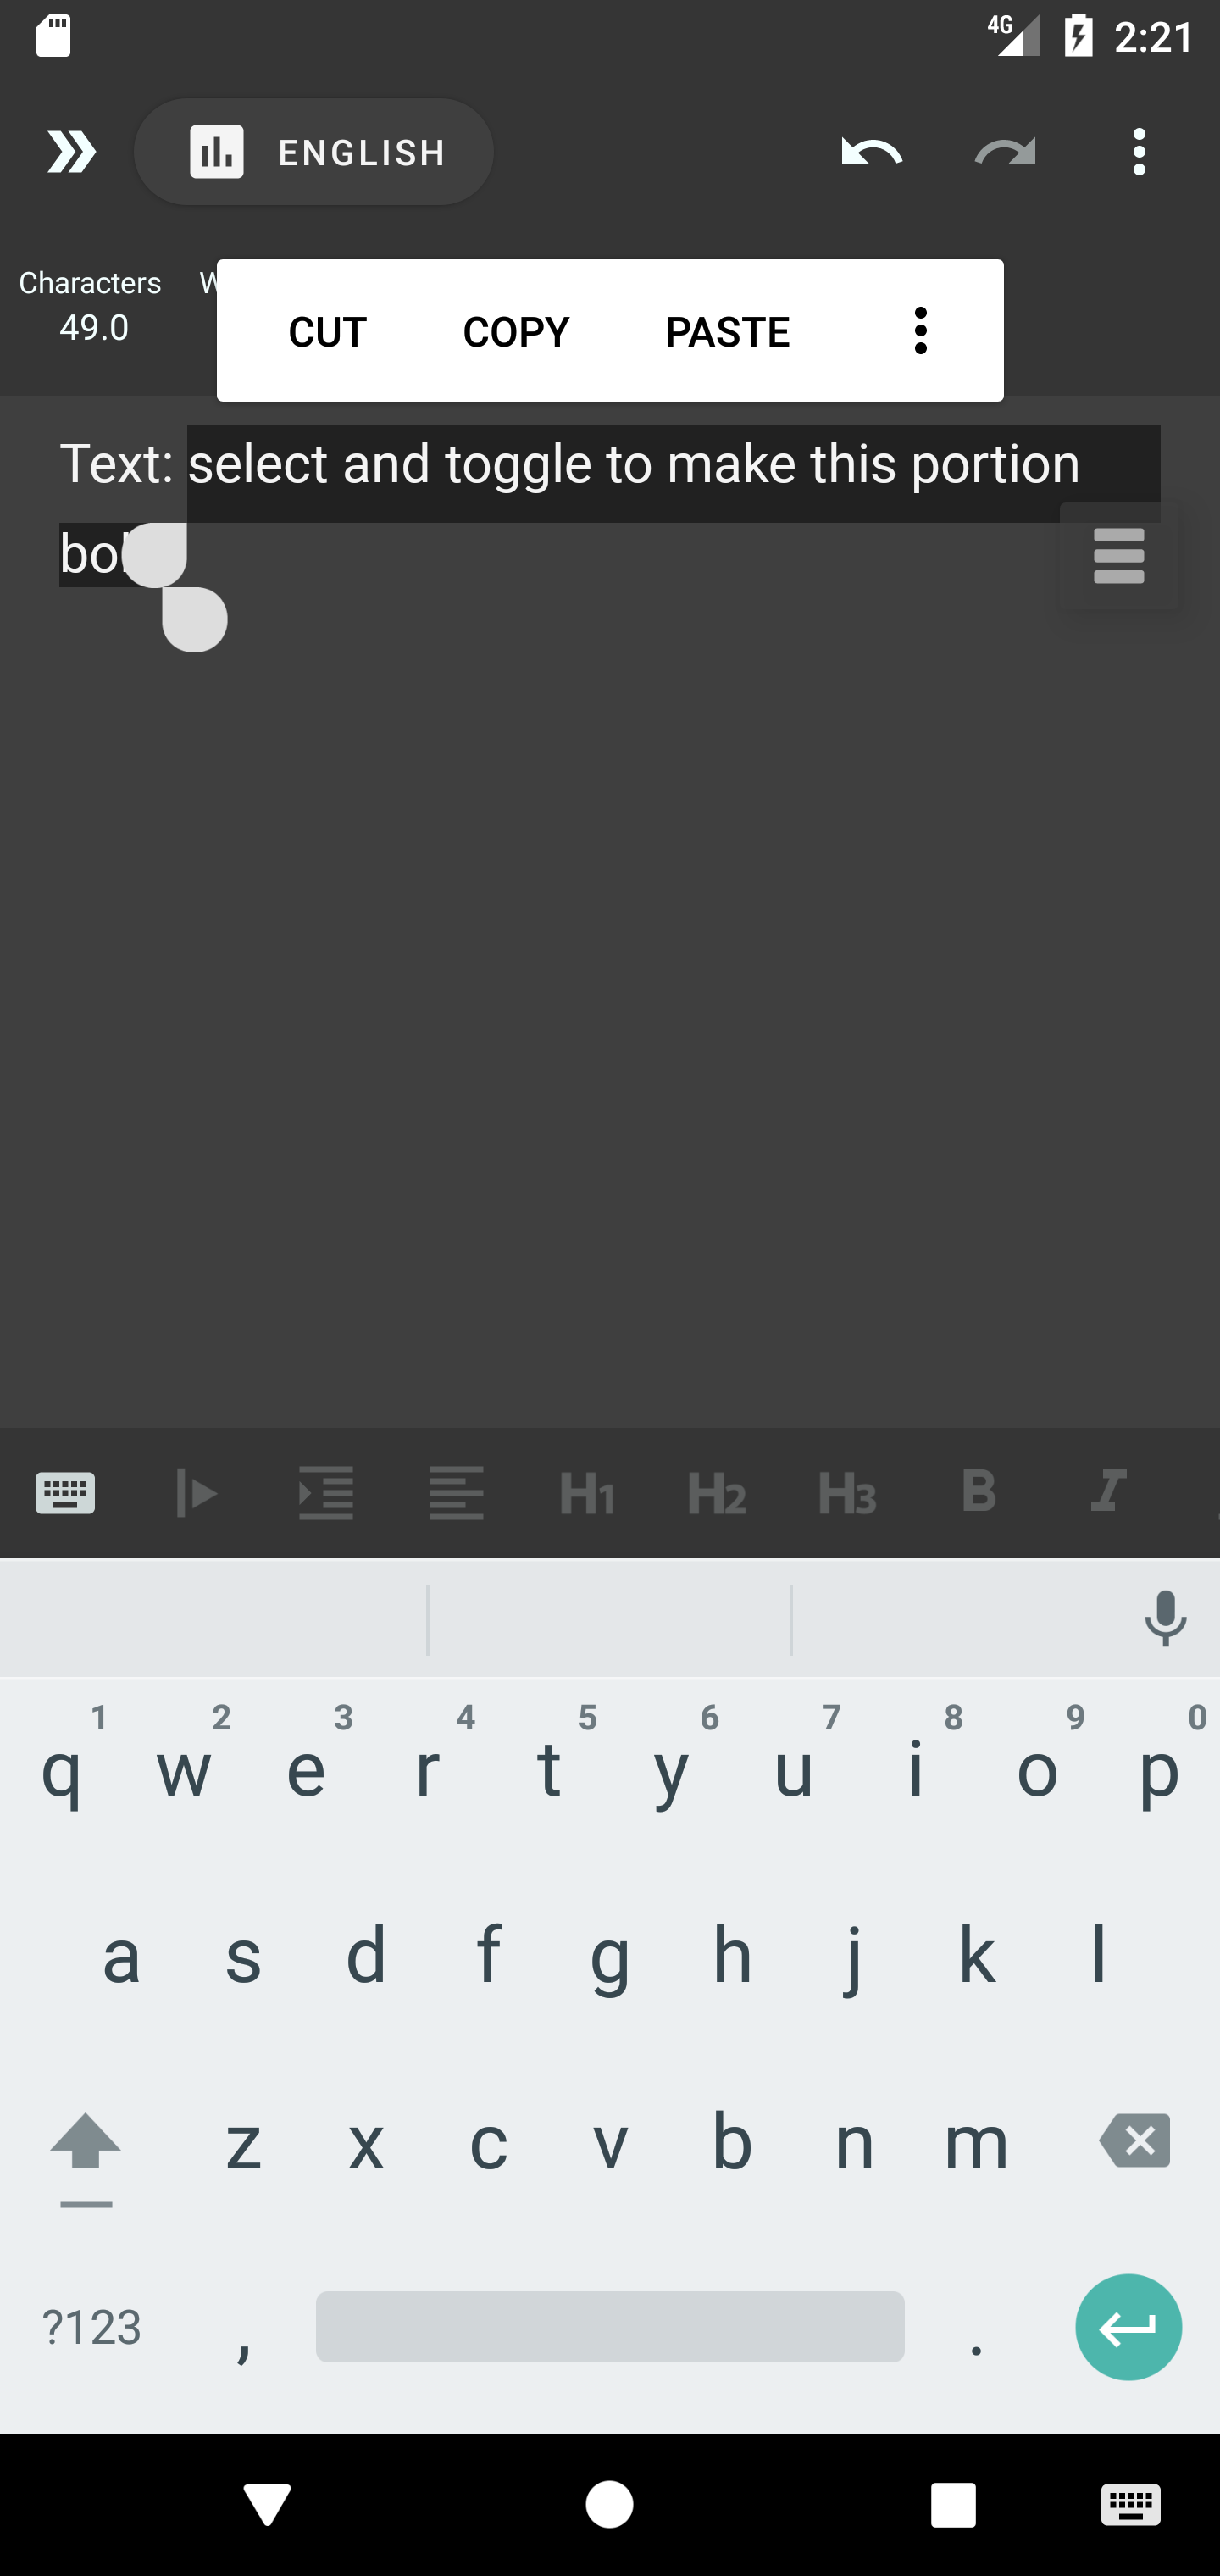 4G 2:21
ENGLISH
Characters
49.0
CUT COPY PASTE
Text: select and toggle to make this portion
H1 H2 H3 B I
1 2 3 4 5 6 7 8 9 0
q w e r t y u i o p
a s d f g h j k l
z x c v b n m
?123 , .